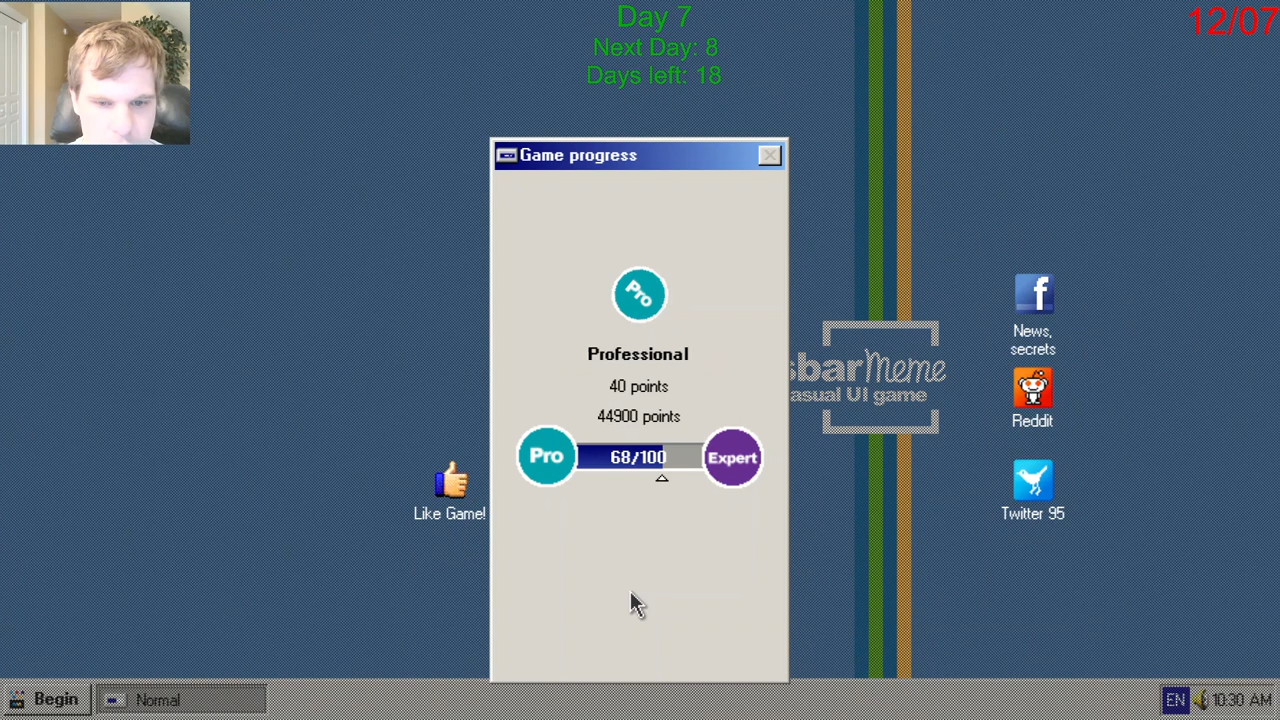 Day 7
Next Day: 8
Days left: 18
12/07
Game progress
Pro
Professional
40 points
44900 points
Pro
68/100
Expert
Like Game!
sbarMeme
asual UI game
News,
secrets
Reddit
Twitter 95
Begin
Normal
EN
10:30 AM